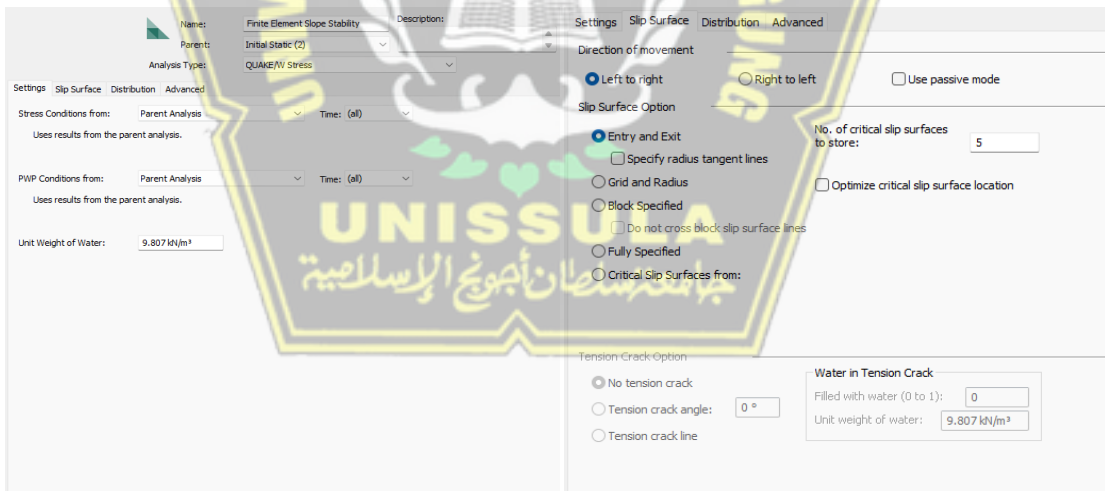 Name: Finite Element Slope Stability Description:
Parent: Initial Static (2)
Analysis Type: QUAKE/W Stress
Settings Slip Surface Distribution Advanced
Stress Conditions from: Parent Analysis Time: (all)
Uses results from the parent analysis.
PWP Conditions from: Parent Analysis Time: (all)
Uses results from the parent analysis.
Unit Weight of Water: 9.807 kN/m³
Settings Slip Surface Distribution Advanced
Direction of movement
Left to right Right to left Use passive mode
Slip Surface Option
Entry and Exit
Specify radius tangent lines
Grid and Radius
Block Specified
Do not cross block slip surface lines
Fully Specified
Critical Slip Surfaces from:
No. of critical slip surfaces
to store: 5
Optimize critical slip surface location
Tension Crack Option
No tension crack
Tension crack angle: 0 °
Tension crack line
Water in Tension Crack
Filled with water (0 to 1): 0
Unit weight of water: 9.807 kN/m³
UNISSULA
جامعة سلطان أجونج الإسلامية